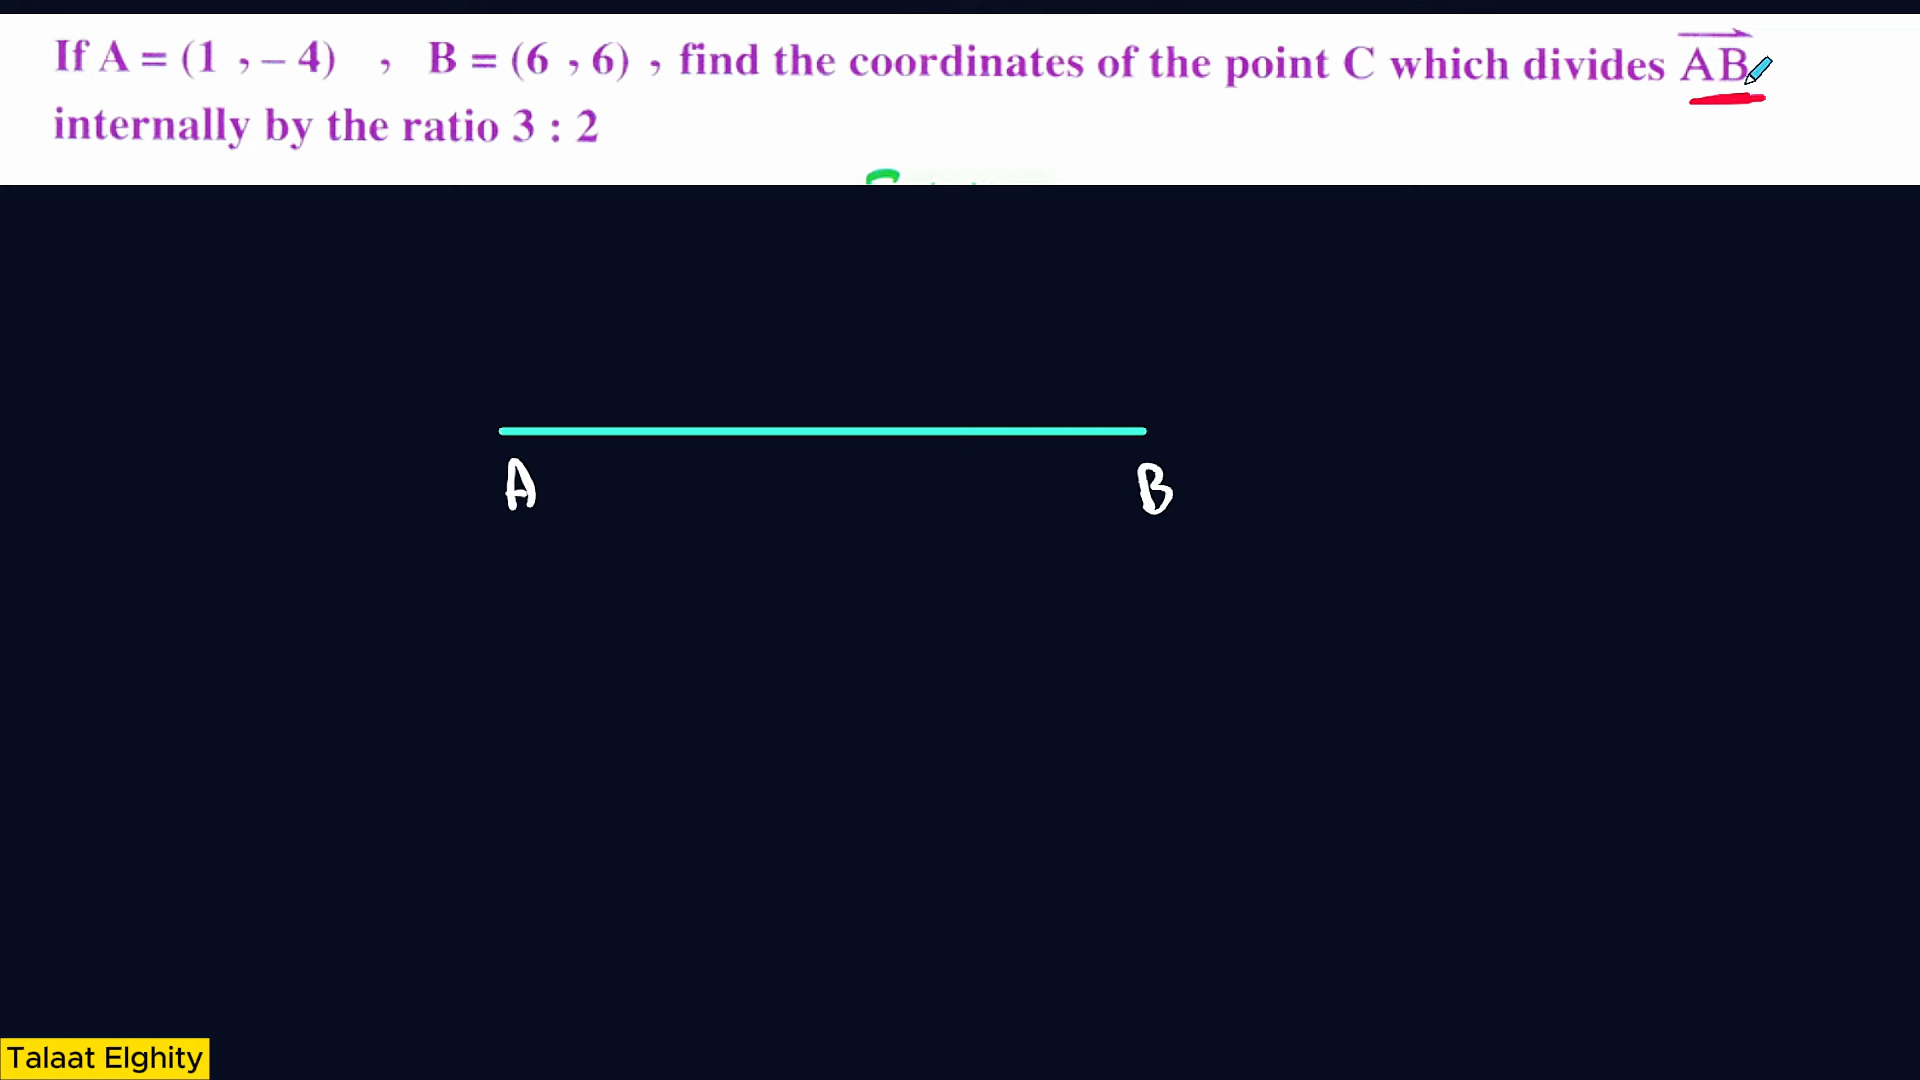 If A = (1 , – 4) , B = (6 , 6) , find the coordinates of the point C which divides AB
internally by the ratio 3 : 2
A
B
Talaat Elghity